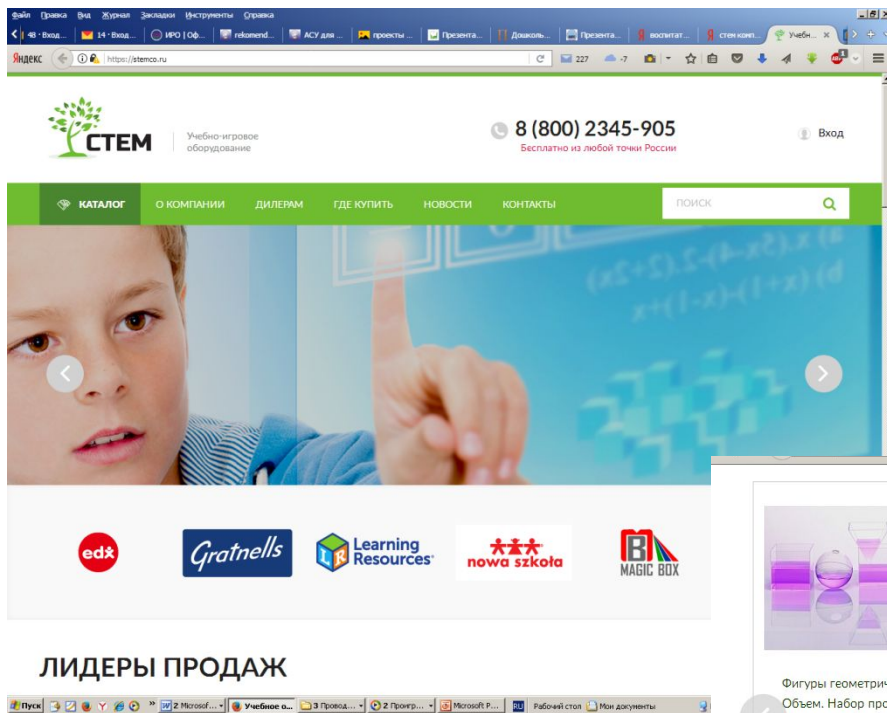 Файл Правка Вид Журнал Закладки Инструменты Справка
48 · Вход... 14 · Вход... ИРО | Оф... rekomend... АСУ для ... проекты ... Презента... Дошколь... Презента... воспитат... стем комп... Учебн...
Яндекс https://stemco.ru 227 -7
СТЕМ
Учебно-игровое
оборудование
8 (800) 2345-905
Бесплатно из любой точки России
Вход
КАТАЛОГ О КОМПАНИИ ДИЛЕРАМ ГДЕ КУПИТЬ НОВОСТИ КОНТАКТЫ ПОИСК
edx Gratnells Learning Resources nowa szkoła MAGIC BOX
ЛИДЕРЫ ПРОДАЖ
Фигуры геометрич
Объем. Набор про
Пуск 2 Microsof... Учебное о... 3 Провод... 2 Прогр... Microsoft P... RU Рабочий стол Мои документы